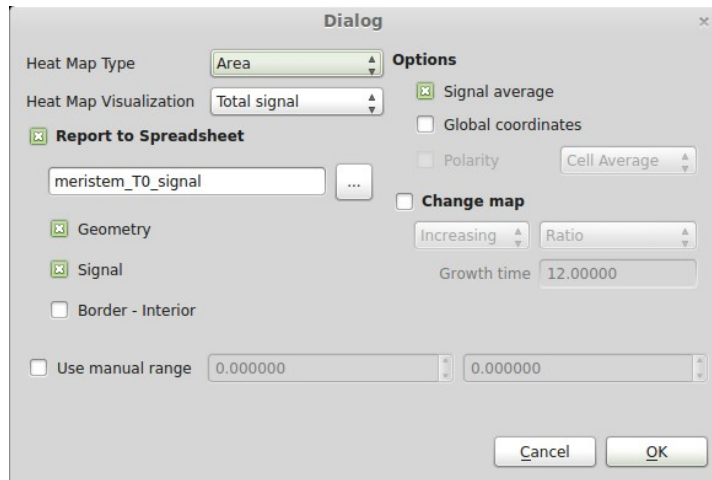 Dialog
Heat Map Type Area
Heat Map Visualization Total signal
Report to Spreadsheet
meristem_T0_signal ...
Geometry
Signal
Border - Interior
Options
Signal average
Global coordinates
Polarity Cell Average
Change map
Increasing Ratio
Growth time 12.00000
Use manual range 0.000000 0.000000
Cancel OK